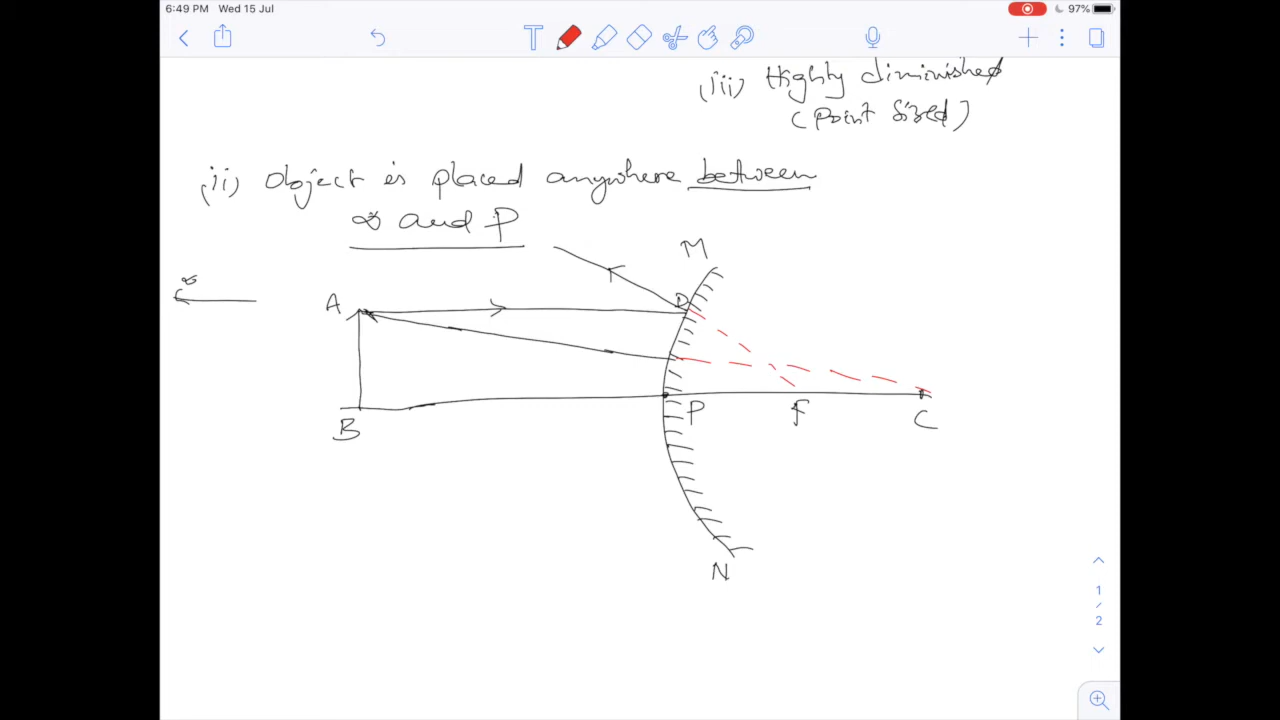 6:49 PM Wed 15 Jul
97%
T
(iii) Highly diminished
(Point Sized)
(ii) Object is placed anywhere between
∞ and P
M
∞
A
D
B
P
F
C
N
1
/
2